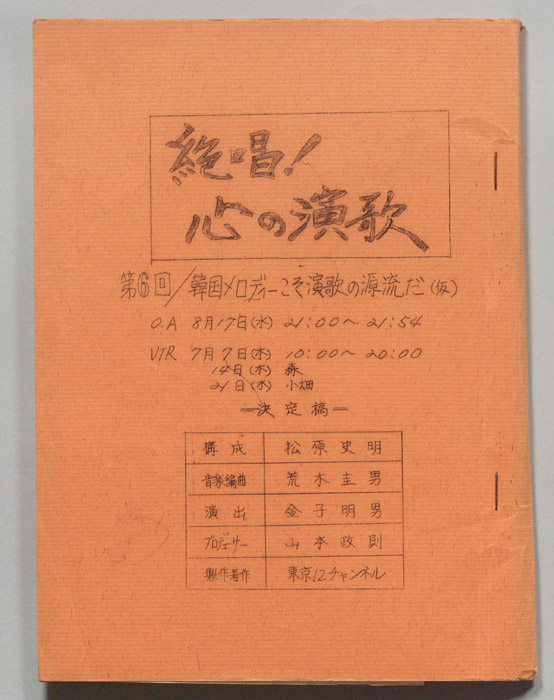 絶唱!
心の演歌
第6回/韓国メロディーこそ演歌の源流だ(仮)
O.A 8月17日(水) 21:00〜21:54
VTR 7月7日(木) 10:00〜20:00
14日(木) 森
21日(木) 小畑
―決定稿―
構成 松原史明
音楽編曲 荒木圭男
演出 金子明男
プロデューサー 山本政則
製作著作 東京12チャンネル